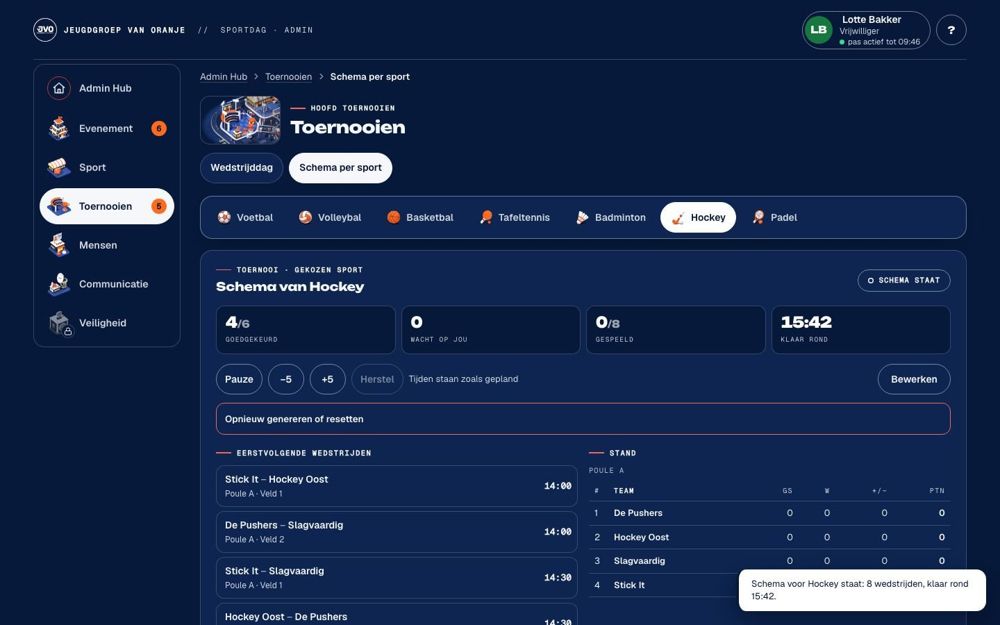 JVO JEUGDGROEP VAN ORANJE // SPORTDAG · ADMIN
LB
Lotte Bakker
Vrijwilliger
pas actief tot 09:46
?
Admin Hub
Evenement 6
Sport
Toernooien 5
Mensen
Communicatie
Veiligheid
Admin Hub > Toernooien > Schema per sport
HOOFD TOERNOOIEN
Toernooien
Wedstrijddag
Schema per sport
Voetbal
Volleybal
Basketbal
Tafeltennis
Badminton
Hockey
Padel
TOERNOOI · GEKOZEN SPORT
Schema van Hockey
SCHEMA STAAT
4/6
GOEDGEKEURD
0
WACHT OP JOU
0/8
GESPEELD
15:42
KLAAR ROND
Pauze
−5
+5
Herstel
Tijden staan zoals gepland
Bewerken
Opnieuw genereren of resetten
EERSTVOLGENDE WEDSTRIJDEN
Stick It – Hockey Oost
Poule A · Veld 1
14:00
De Pushers – Slagvaardig
Poule A · Veld 2
14:00
Stick It – Slagvaardig
Poule A · Veld 1
14:30
Hockey Oost – De Pushers
14:30
STAND
POULE A
# TEAM GS W +/− PTN
1 De Pushers 0 0 0 0
2 Hockey Oost 0 0 0 0
3 Slagvaardig 0 0 0 0
4 Stick It
Schema voor Hockey staat: 8 wedstrijden, klaar rond
15:42.